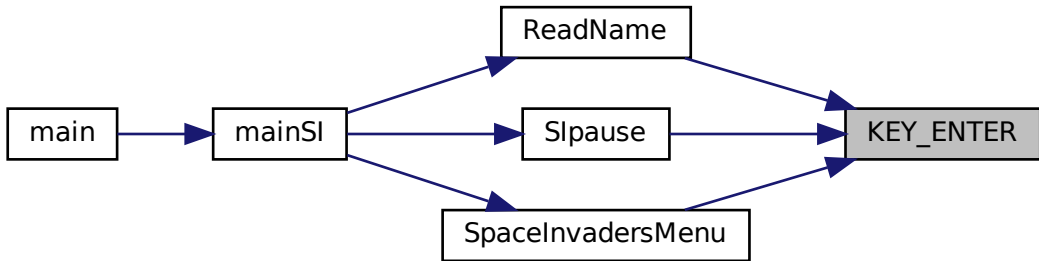 ReadName
main
mainSI
SIpause
KEY_ENTER
SpaceInvadersMenu